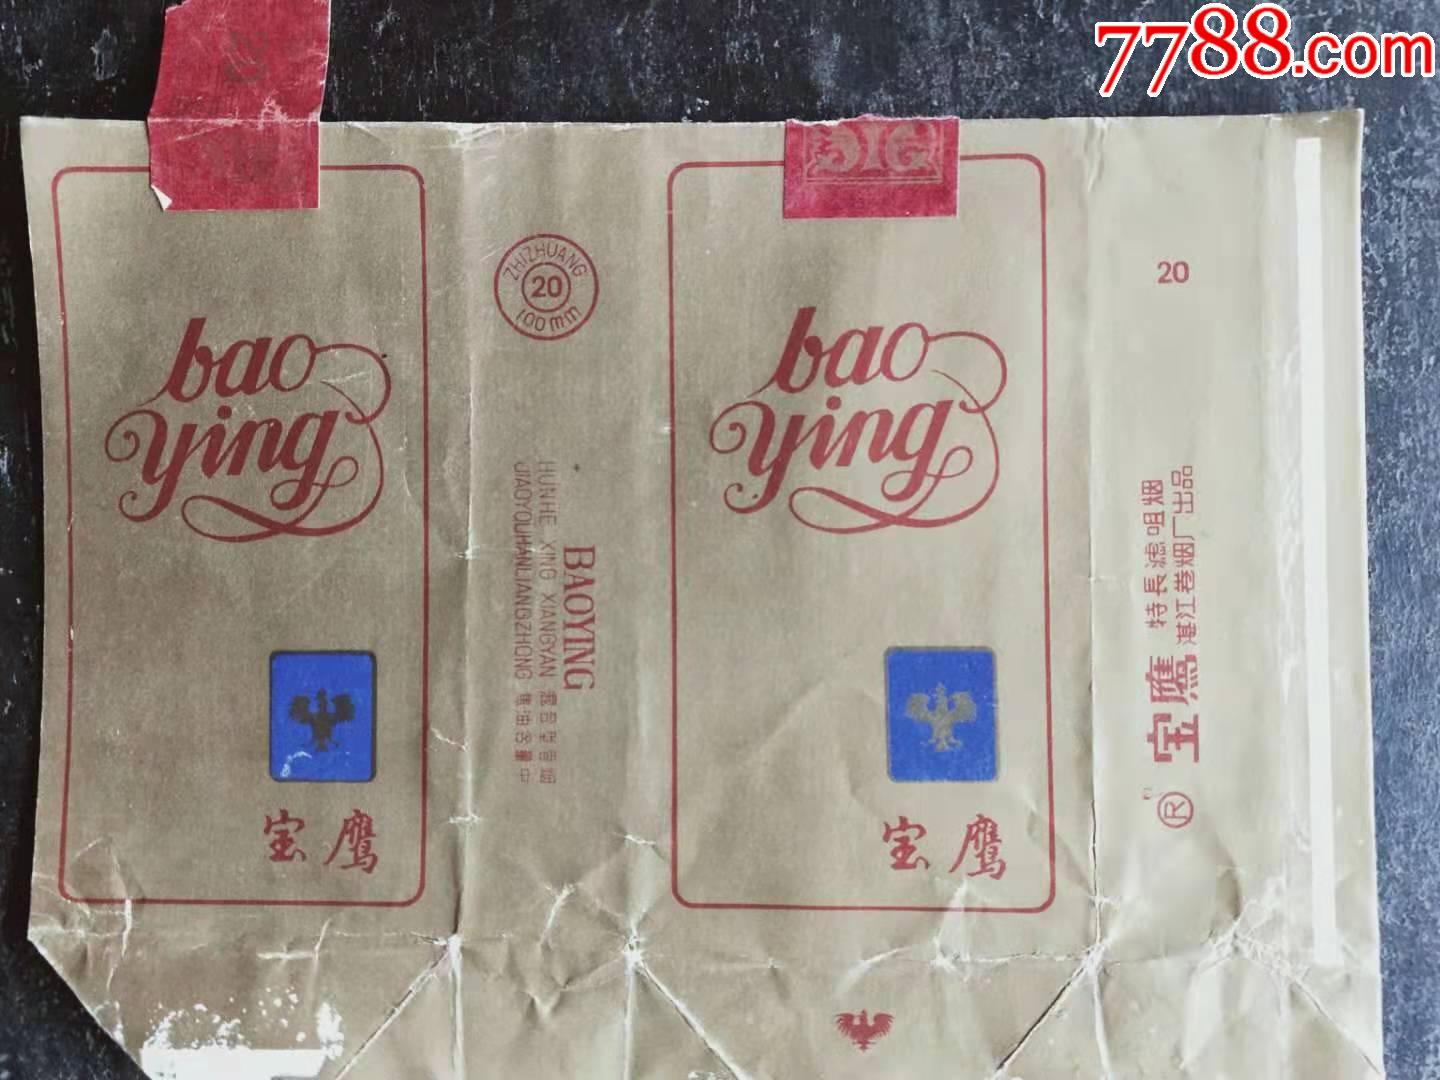 7788.com
bao
ying
宝鹰
ZHIZHUANG
20
100mm
BAOYING
HUNHE XING XIANGYAN 混合型香烟
JIAOYOUHANLIANGZHONG 焦油含量中
bao
ying
宝鹰
20
® 宝鷹 特長滤咀烟
湛江卷烟厂出品